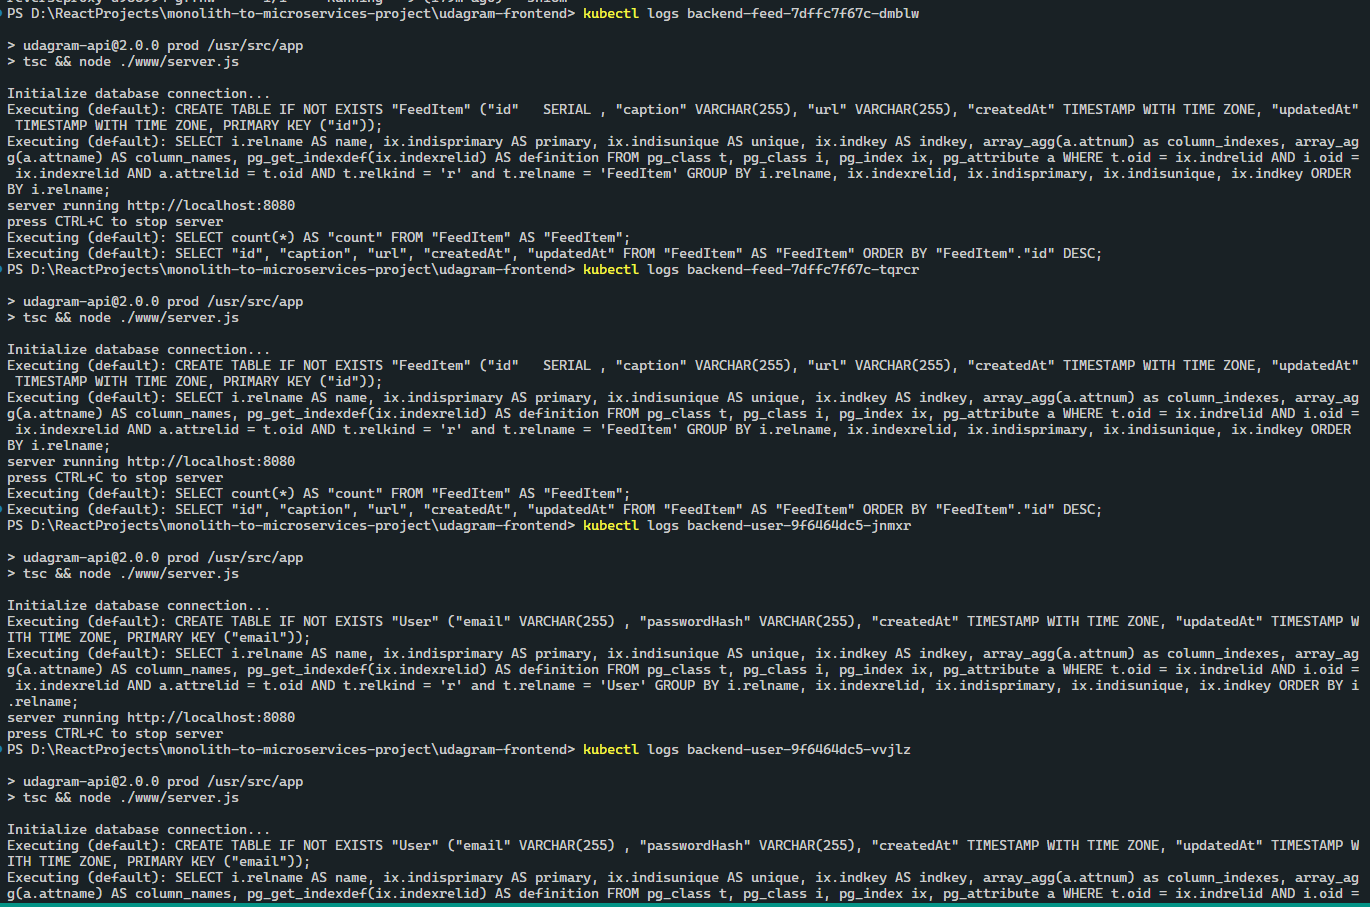 PS D:\ReactProjects\monolith-to-microservices-project\udagram-frontend> kubectl logs backend-feed-7dffc7f67c-dmblw
> udagram-api@2.0.0 prod /usr/src/app
> tsc && node ./www/server.js
Initialize database connection...
Executing (default): CREATE TABLE IF NOT EXISTS "FeedItem" ("id"   SERIAL , "caption" VARCHAR(255), "url" VARCHAR(255), "createdAt" TIMESTAMP WITH TIME ZONE, "updatedAt"
 TIMESTAMP WITH TIME ZONE, PRIMARY KEY ("id"));
Executing (default): SELECT i.relname AS name, ix.indisprimary AS primary, ix.indisunique AS unique, ix.indkey AS indkey, array_agg(a.attnum) as column_indexes, array_ag
g(a.attname) AS column_names, pg_get_indexdef(ix.indexrelid) AS definition FROM pg_class t, pg_class i, pg_index ix, pg_attribute a WHERE t.oid = ix.indrelid AND i.oid =
 ix.indexrelid AND a.attrelid = t.oid AND t.relkind = 'r' and t.relname = 'FeedItem' GROUP BY i.relname, ix.indexrelid, ix.indisprimary, ix.indisunique, ix.indkey ORDER
BY i.relname;
server running http://localhost:8080
press CTRL+C to stop server
Executing (default): SELECT count(*) AS "count" FROM "FeedItem" AS "FeedItem";
Executing (default): SELECT "id", "caption", "url", "createdAt", "updatedAt" FROM "FeedItem" AS "FeedItem" ORDER BY "FeedItem"."id" DESC;
PS D:\ReactProjects\monolith-to-microservices-project\udagram-frontend> kubectl logs backend-feed-7dffc7f67c-tqrcr
> udagram-api@2.0.0 prod /usr/src/app
> tsc && node ./www/server.js
Initialize database connection...
Executing (default): CREATE TABLE IF NOT EXISTS "FeedItem" ("id"   SERIAL , "caption" VARCHAR(255), "url" VARCHAR(255), "createdAt" TIMESTAMP WITH TIME ZONE, "updatedAt"
 TIMESTAMP WITH TIME ZONE, PRIMARY KEY ("id"));
Executing (default): SELECT i.relname AS name, ix.indisprimary AS primary, ix.indisunique AS unique, ix.indkey AS indkey, array_agg(a.attnum) as column_indexes, array_ag
g(a.attname) AS column_names, pg_get_indexdef(ix.indexrelid) AS definition FROM pg_class t, pg_class i, pg_index ix, pg_attribute a WHERE t.oid = ix.indrelid AND i.oid =
 ix.indexrelid AND a.attrelid = t.oid AND t.relkind = 'r' and t.relname = 'FeedItem' GROUP BY i.relname, ix.indexrelid, ix.indisprimary, ix.indisunique, ix.indkey ORDER
BY i.relname;
server running http://localhost:8080
press CTRL+C to stop server
Executing (default): SELECT count(*) AS "count" FROM "FeedItem" AS "FeedItem";
Executing (default): SELECT "id", "caption", "url", "createdAt", "updatedAt" FROM "FeedItem" AS "FeedItem" ORDER BY "FeedItem"."id" DESC;
PS D:\ReactProjects\monolith-to-microservices-project\udagram-frontend> kubectl logs backend-user-9f6464dc5-jnmxr
> udagram-api@2.0.0 prod /usr/src/app
> tsc && node ./www/server.js
Initialize database connection...
Executing (default): CREATE TABLE IF NOT EXISTS "User" ("email" VARCHAR(255) , "passwordHash" VARCHAR(255), "createdAt" TIMESTAMP WITH TIME ZONE, "updatedAt" TIMESTAMP W
ITH TIME ZONE, PRIMARY KEY ("email"));
Executing (default): SELECT i.relname AS name, ix.indisprimary AS primary, ix.indisunique AS unique, ix.indkey AS indkey, array_agg(a.attnum) as column_indexes, array_ag
g(a.attname) AS column_names, pg_get_indexdef(ix.indexrelid) AS definition FROM pg_class t, pg_class i, pg_index ix, pg_attribute a WHERE t.oid = ix.indrelid AND i.oid =
 ix.indexrelid AND a.attrelid = t.oid AND t.relkind = 'r' and t.relname = 'User' GROUP BY i.relname, ix.indexrelid, ix.indisprimary, ix.indisunique, ix.indkey ORDER BY i
.relname;
server running http://localhost:8080
press CTRL+C to stop server
PS D:\ReactProjects\monolith-to-microservices-project\udagram-frontend> kubectl logs backend-user-9f6464dc5-vvjlz
> udagram-api@2.0.0 prod /usr/src/app
> tsc && node ./www/server.js
Initialize database connection...
Executing (default): CREATE TABLE IF NOT EXISTS "User" ("email" VARCHAR(255) , "passwordHash" VARCHAR(255), "createdAt" TIMESTAMP WITH TIME ZONE, "updatedAt" TIMESTAMP W
ITH TIME ZONE, PRIMARY KEY ("email"));
Executing (default): SELECT i.relname AS name, ix.indisprimary AS primary, ix.indisunique AS unique, ix.indkey AS indkey, array_agg(a.attnum) as column_indexes, array_ag
g(a.attname) AS column_names, pg_get_indexdef(ix.indexrelid) AS definition FROM pg_class t, pg_class i, pg_index ix, pg_attribute a WHERE t.oid = ix.indrelid AND i.oid =